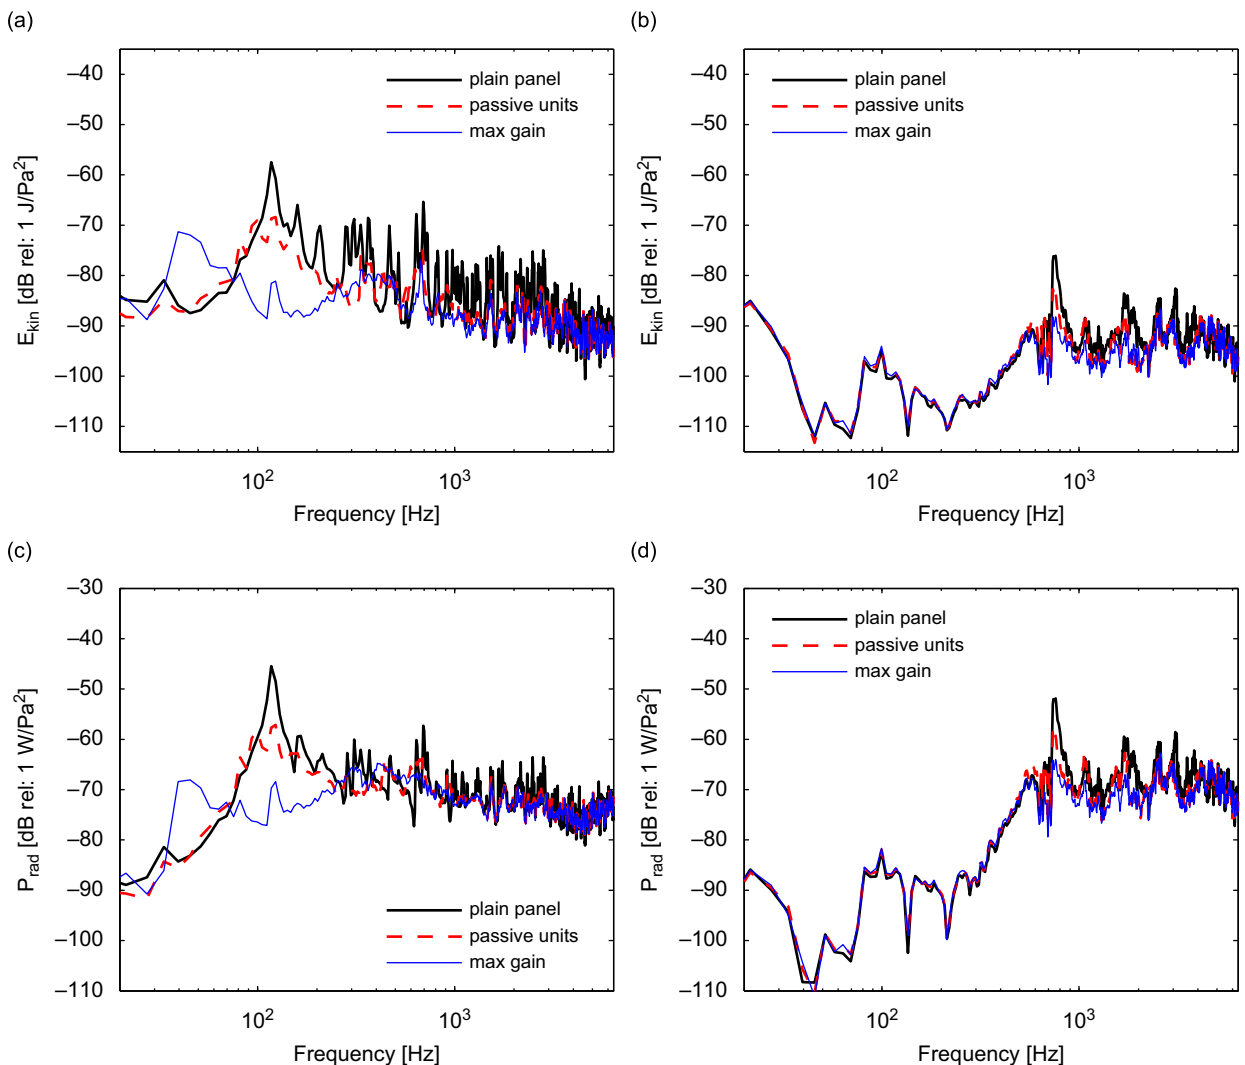 (a)
−40
−50
−60
−70
−80
−90
−100
−110
E_kin [dB rel: 1 J/Pa²]
plain panel
passive units
max gain
10²
10³
Frequency [Hz]
(b)
−40
−50
−60
−70
−80
−90
−100
−110
E_kin [dB rel: 1 J/Pa²]
plain panel
passive units
max gain
10²
10³
Frequency [Hz]
(c)
−30
−40
−50
−60
−70
−80
−90
−100
−110
P_rad [dB rel: 1 W/Pa²]
plain panel
passive units
max gain
10²
10³
Frequency [Hz]
(d)
−30
−40
−50
−60
−70
−80
−90
−100
−110
P_rad [dB rel: 1 W/Pa²]
plain panel
passive units
max gain
10²
10³
Frequency [Hz]